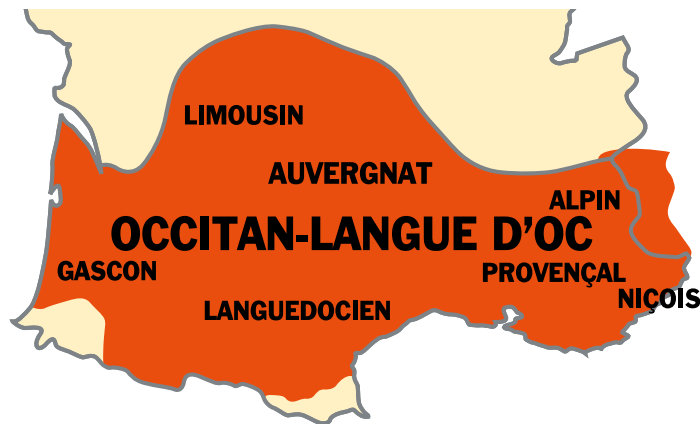 LIMOUSIN
AUVERGNAT
ALPIN
OCCITAN-LANGUE D’OC
GASCON
PROVENÇAL
NIÇOIS
LANGUEDOCIEN